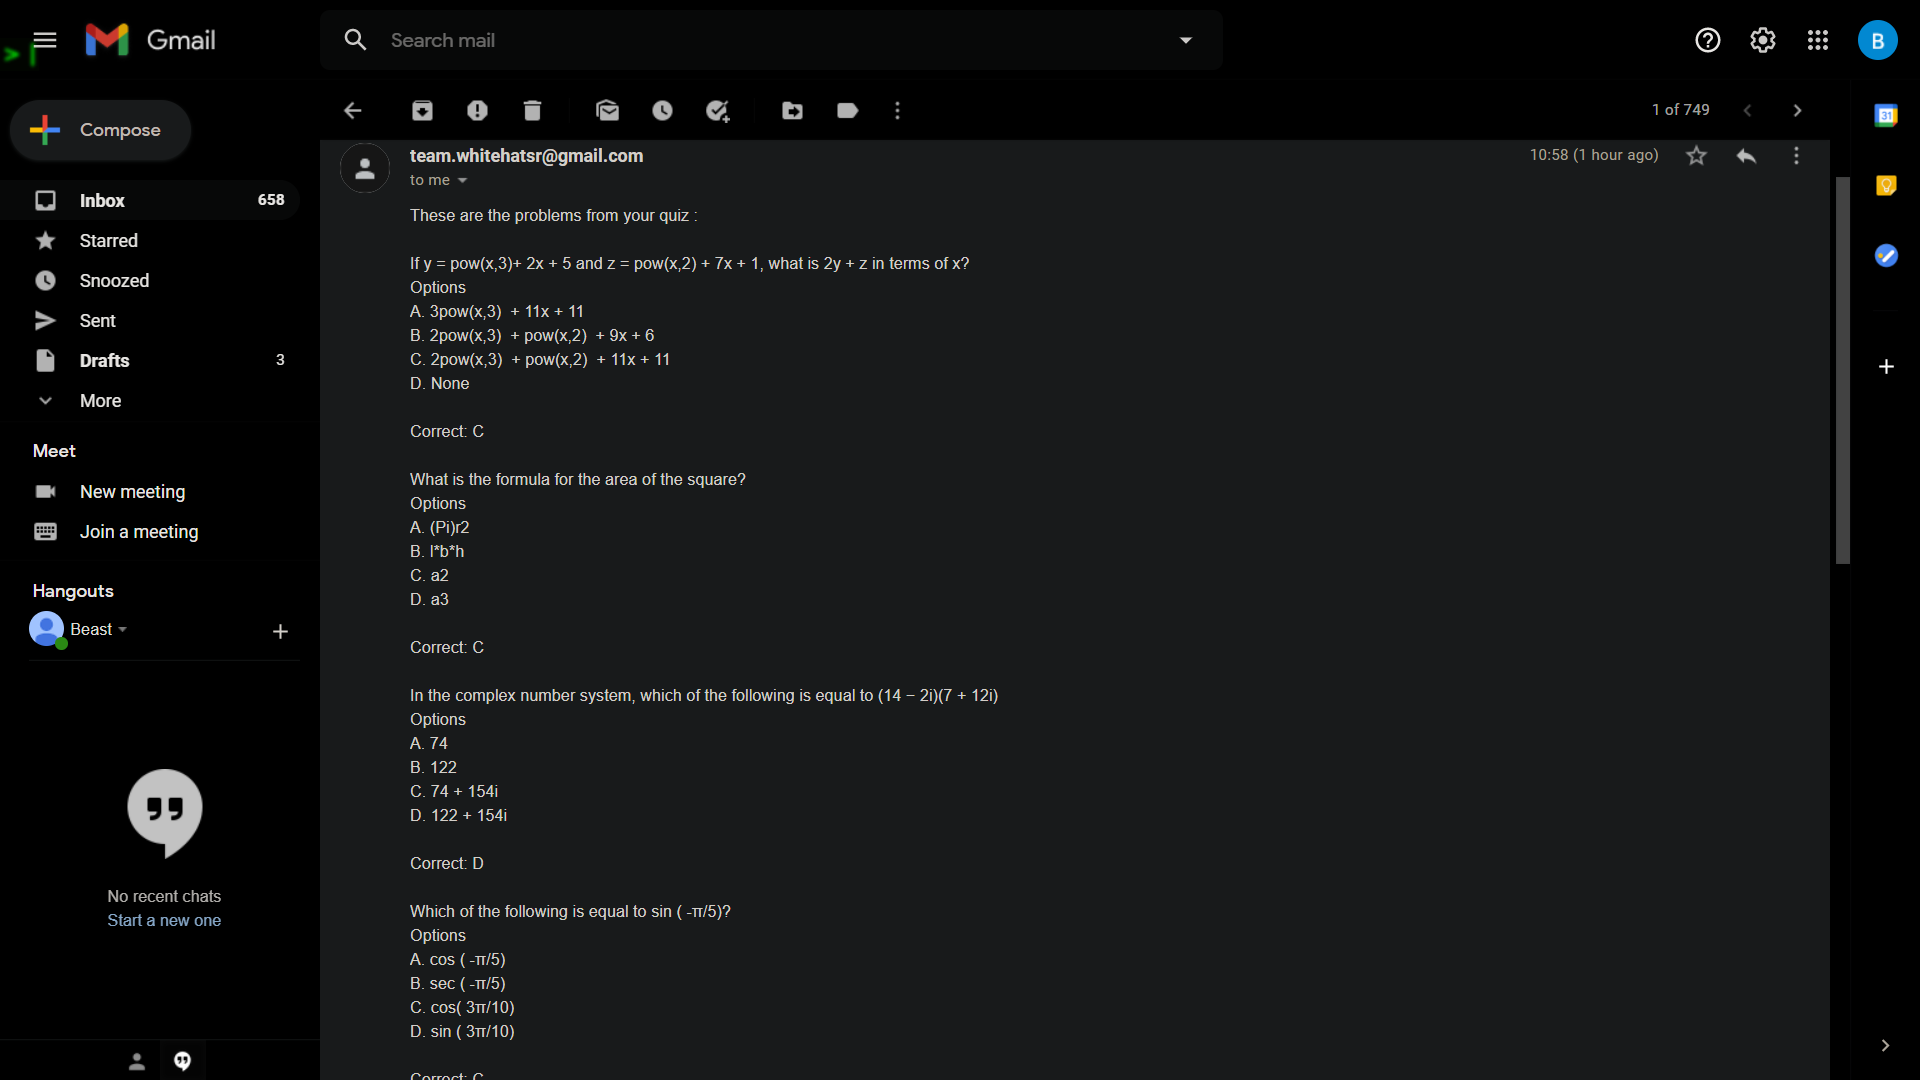 Gmail
Search mail
B
Compose
1 of 749
31
Inbox 658
Starred
Snoozed
Sent
Drafts 3
More
Meet
New meeting
Join a meeting
Hangouts
Beast
No recent chats
Start a new one
team.whitehatsr@gmail.com
10:58 (1 hour ago)
to me
These are the problems from your quiz :
If y = pow(x,3)+ 2x + 5 and z = pow(x,2) + 7x + 1, what is 2y + z in terms of x?
Options
A. 3pow(x,3)  + 11x + 11
B. 2pow(x,3)  + pow(x,2)  + 9x + 6
C. 2pow(x,3)  + pow(x,2)  + 11x + 11
D. None
Correct: C
What is the formula for the area of the square?
Options
A. (Pi)r2
B. l*b*h
C. a2
D. a3
Correct: C
In the complex number system, which of the following is equal to (14 − 2i)(7 + 12i)
Options
A. 74
B. 122
C. 74 + 154i
D. 122 + 154i
Correct: D
Which of the following is equal to sin ( -π/5)?
Options
A. cos ( -π/5)
B. sec ( -π/5)
C. cos( 3π/10)
D. sin ( 3π/10)
Correct: C